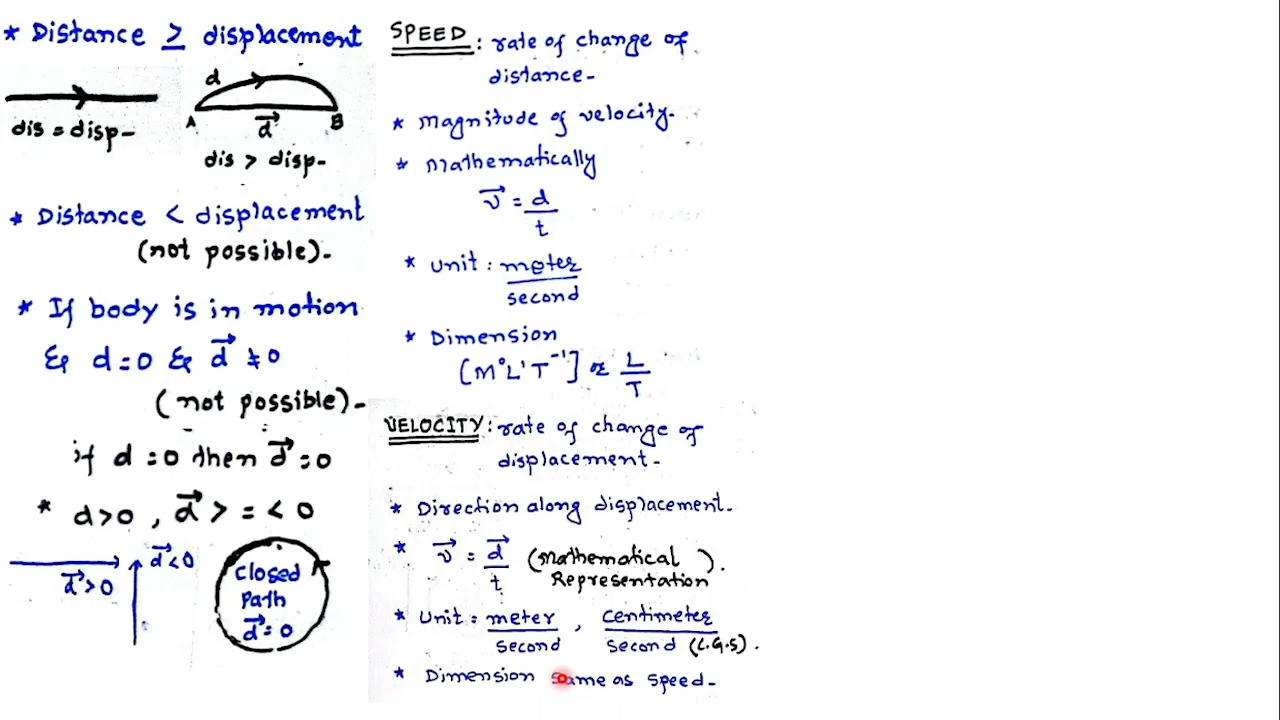 * Distance ≥ displacement
d
A d⃗ B
dis = disp-
dis > disp-
* Distance < displacement
(not possible)-
* If body is in motion
& d=0 & d⃗ ≠ 0
(not possible)-
if d=0 then d⃗=0
* d>0, d⃗ > = < 0
d⃗>0
d⃗<0
Closed
Path
d⃗=0
SPEED: rate of change of
distance-
* Magnitude of velocity-
* Mathematically
v⃗ = d/t
* Unit: meter/second
* Dimension
[M⁰L¹T⁻¹] or L/T
VELOCITY: rate of change of
displacement-
* Direction along displacement-
* v⃗ = d⃗/t (Mathematical Representation).
* Unit: meter/second, centimeter/second (C.G.S).
* Dimension same as speed-